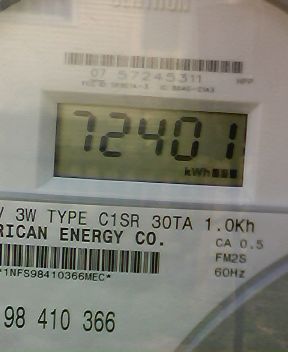 07 57245311
72401
kWh
3W TYPE C1SR 30TA 1.0Kh
RICAN ENERGY CO. CA 0.5
FM2S
*1NFS98410366MEC* 60Hz
98 410 366